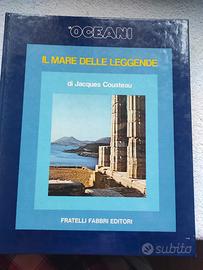 OCEANI
IL MARE DELLE LEGGENDE
di Jacques Cousteau
FRATELLI FABBRI EDITORI
subito